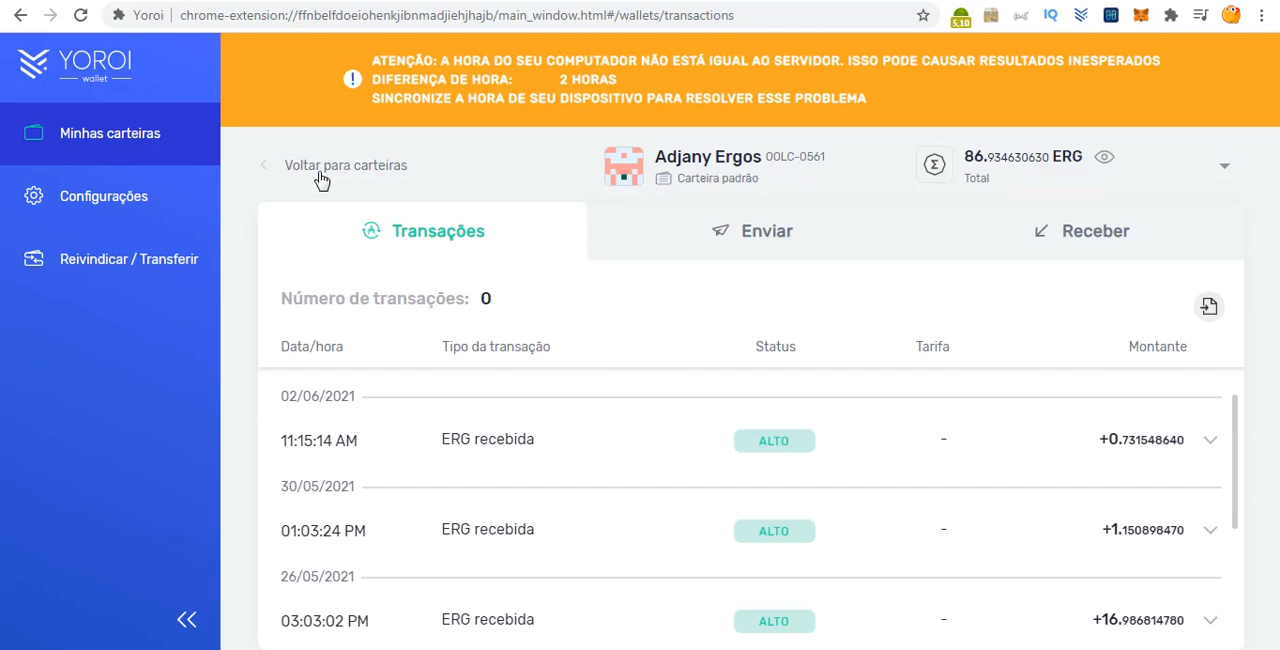 Yoroi
chrome-extension://ffnbelfdoeiohenkjibnmadjiehjhajb/main_window.html#/wallets/transactions
5,10
IQ
YOROI
wallet
ATENÇÃO: A HORA DO SEU COMPUTADOR NÃO ESTÁ IGUAL AO SERVIDOR. ISSO PODE CAUSAR RESULTADOS INESPERADOS
DIFERENÇA DE HORA: 2 HORAS
SINCRONIZE A HORA DE SEU DISPOSITIVO PARA RESOLVER ESSE PROBLEMA
Minhas carteiras
Configurações
Reivindicar / Transferir
Voltar para carteiras
Adjany Ergos OOLC-0561
Carteira padrão
86.934630630 ERG
Total
Transações
Enviar
Receber
Número de transações: 0
Data/hora Tipo da transação Status Tarifa Montante
02/06/2021
11:15:14 AM ERG recebida ALTO - +0.731548640
30/05/2021
01:03:24 PM ERG recebida ALTO - +1.150898470
26/05/2021
03:03:02 PM ERG recebida ALTO - +16.986814780